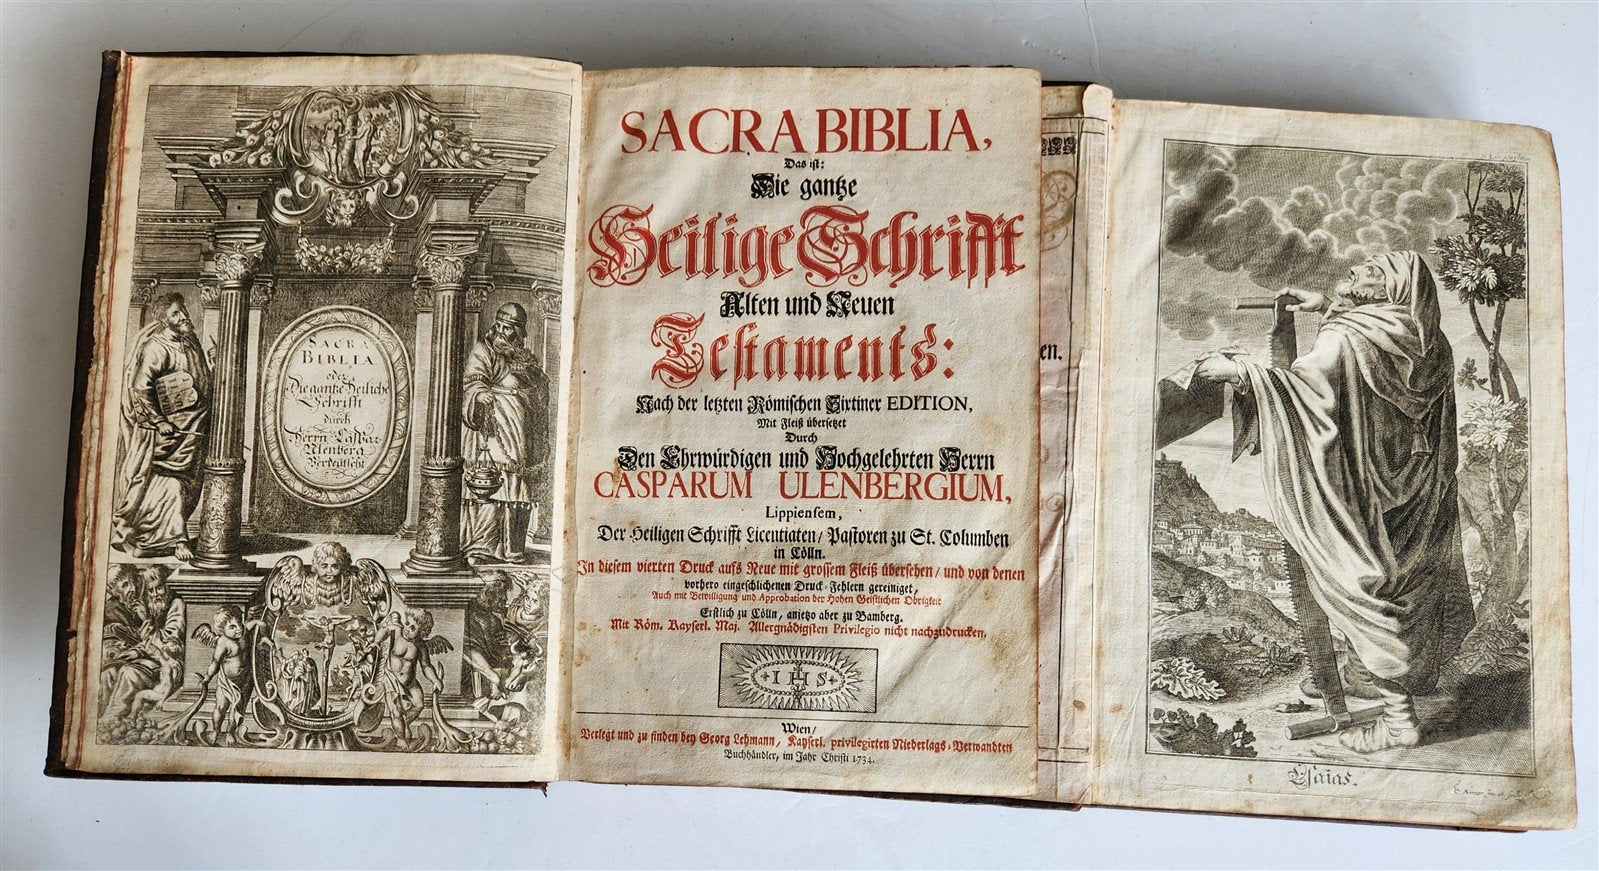 SACRA
BIBLIA
oder
Die gantze Heilige
Schrifft
durch
Herrn Caspar
Ulenberg
Verdeutscht
SACRA BIBLIA,
Das ist:
Die gantze
Heilige Schrifft
Alten und Neuen
Testaments:
Nach der letzten Römischen Sixtiner EDITION,
Mit Fleiß übersetzet
Durch
Den Ehrwürdigen und Hochgelehrten Herrn
CASPARUM ULENBERGIUM,
Lippiensem,
Der Heiligen Schrifft Licentiaten / Pastoren zu St. Columben
in Cölln.
In diesem vierten Druck aufs Neue mit grossem Fleiß übersehen / und von denen
vorhero eingeschlichenen Druck-Fehlern gereiniget,
Auch mit Bewilligung und Approbation der Hohen Geistlichen Obrigkeit
Erstlich zu Cölln, anjetzo aber zu Bamberg.
Mit Röm. Kayserl. Maj. Allergnädigsten Privilegio nicht nachzudrucken.
IHS
Wien /
Verlegt und zu finden bey Georg Lehmann, Kayserl. privilegirten Niederlags-Verwandten
Buchhändler, im Jahr Christi 1734.
en.
Esaias.